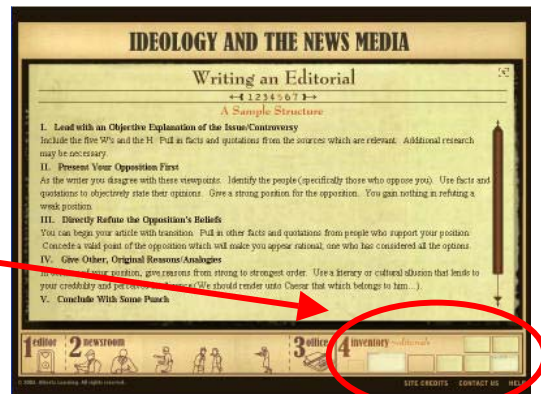 IDEOLOGY AND THE NEWS MEDIA
Writing an Editorial
1 2 3 4 5 6 7
A Sample Structure
I. Lead with an Objective Explanation of the Issue/Controversy
Include the five W's and the H. Pull in facts and quotations from the sources which are relevant. Additional research
may be necessary.
II. Present Your Opposition First
As the writer you disagree with these viewpoints. Identify the people (specifically those who oppose you). Use facts and
quotations to objectively state their opinions. Give a strong position for the opposition. You gain nothing in refuting a
weak position.
III. Directly Refute the Opposition's Beliefs
You can begin your article with transition. Pull in other facts and quotations from people who support your position.
Concede a valid point of the opposition which will make you appear rational, one who has considered all the options.
IV. Give Other, Original Reasons/Analogies
of your position, give reasons from strong to strongest order. Use a literary or cultural allusion that lends to
your credibility and (We should render unto Caesar that which belongs to him...).
V. Conclude With Some Punch
1 editor 2 newsroom 3 office 4 inventory editorials
Alberta Learning. All rights reserved. SITE CREDITS CONTACT US HELP